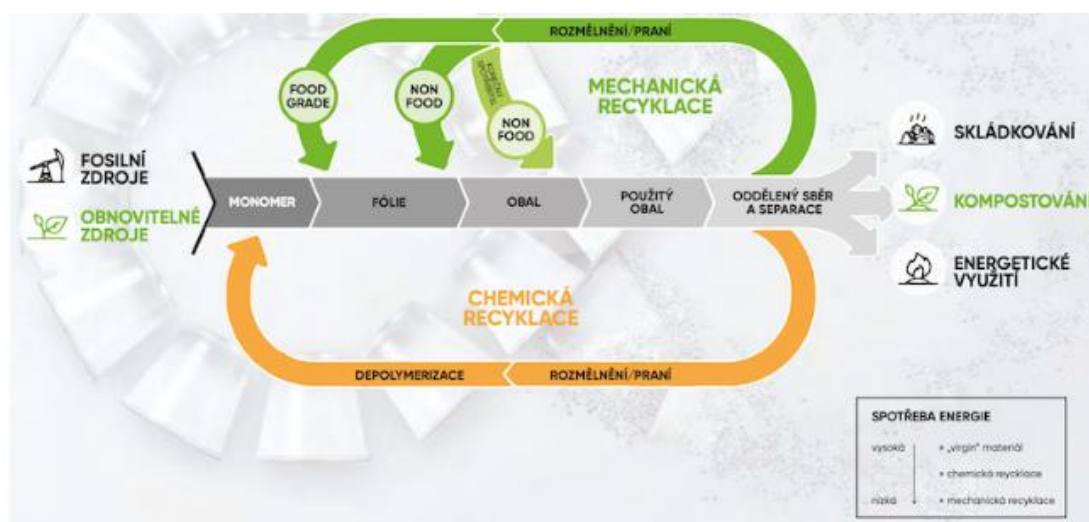 ROZMĚLNĚNÍ/PRANÍ
FOOD
GRADE
NON
FOOD
NON
FOOD
MECHANICKÁ
RECYKLACE
FOSILNÍ
ZDROJE
OBNOVITELNÉ
ZDROJE
MONOMER
FÓLIE
OBAL
POUŽITÝ
OBAL
ODDĚLENÝ SBĚR
A SEPARACE
SKLÁDKOVÁNÍ
KOMPOSTOVÁNÍ
ENERGETICKÉ
VYUŽITÍ
CHEMICKÁ
RECYKLACE
DEPOLYMERIZACE
ROZMĚLNĚNÍ/PRANÍ
SPOTŘEBA ENERGIE
vysoká
• „virgin" materiál
• chemická reycklace
nízká
• mechanická recyklace